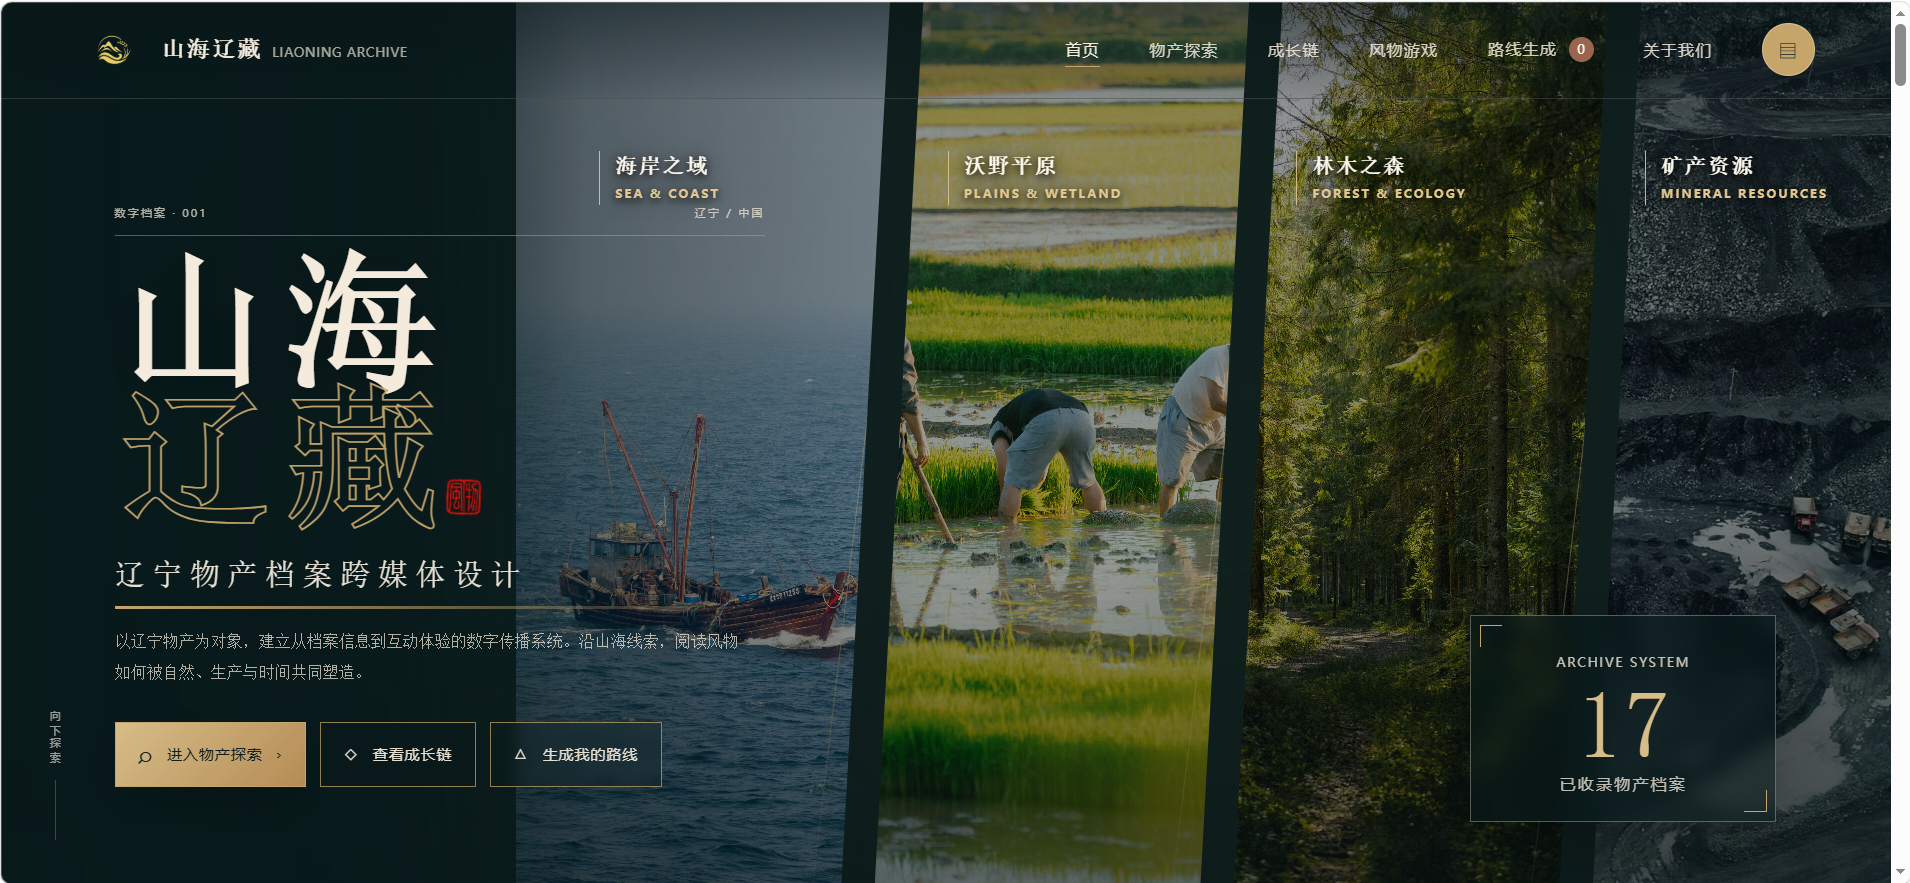 山海辽藏 LIAONING ARCHIVE
首页 物产探索 成长链 风物游戏 路线生成 0 关于我们
海岸之域
SEA & COAST
沃野平原
PLAINS & WETLAND
林木之森
FOREST & ECOLOGY
矿产资源
MINERAL RESOURCES
数字档案 · 001
辽宁 / 中国
山海
辽藏
辽宁物产档案跨媒体设计
以辽宁物产为对象，建立从档案信息到互动体验的数字传播系统。沿山海线索，阅读风物
如何被自然、生产与时间共同塑造。
向下探索
进入物产探索 ›
查看成长链
生成我的路线
ARCHIVE SYSTEM
17
已收录物产档案